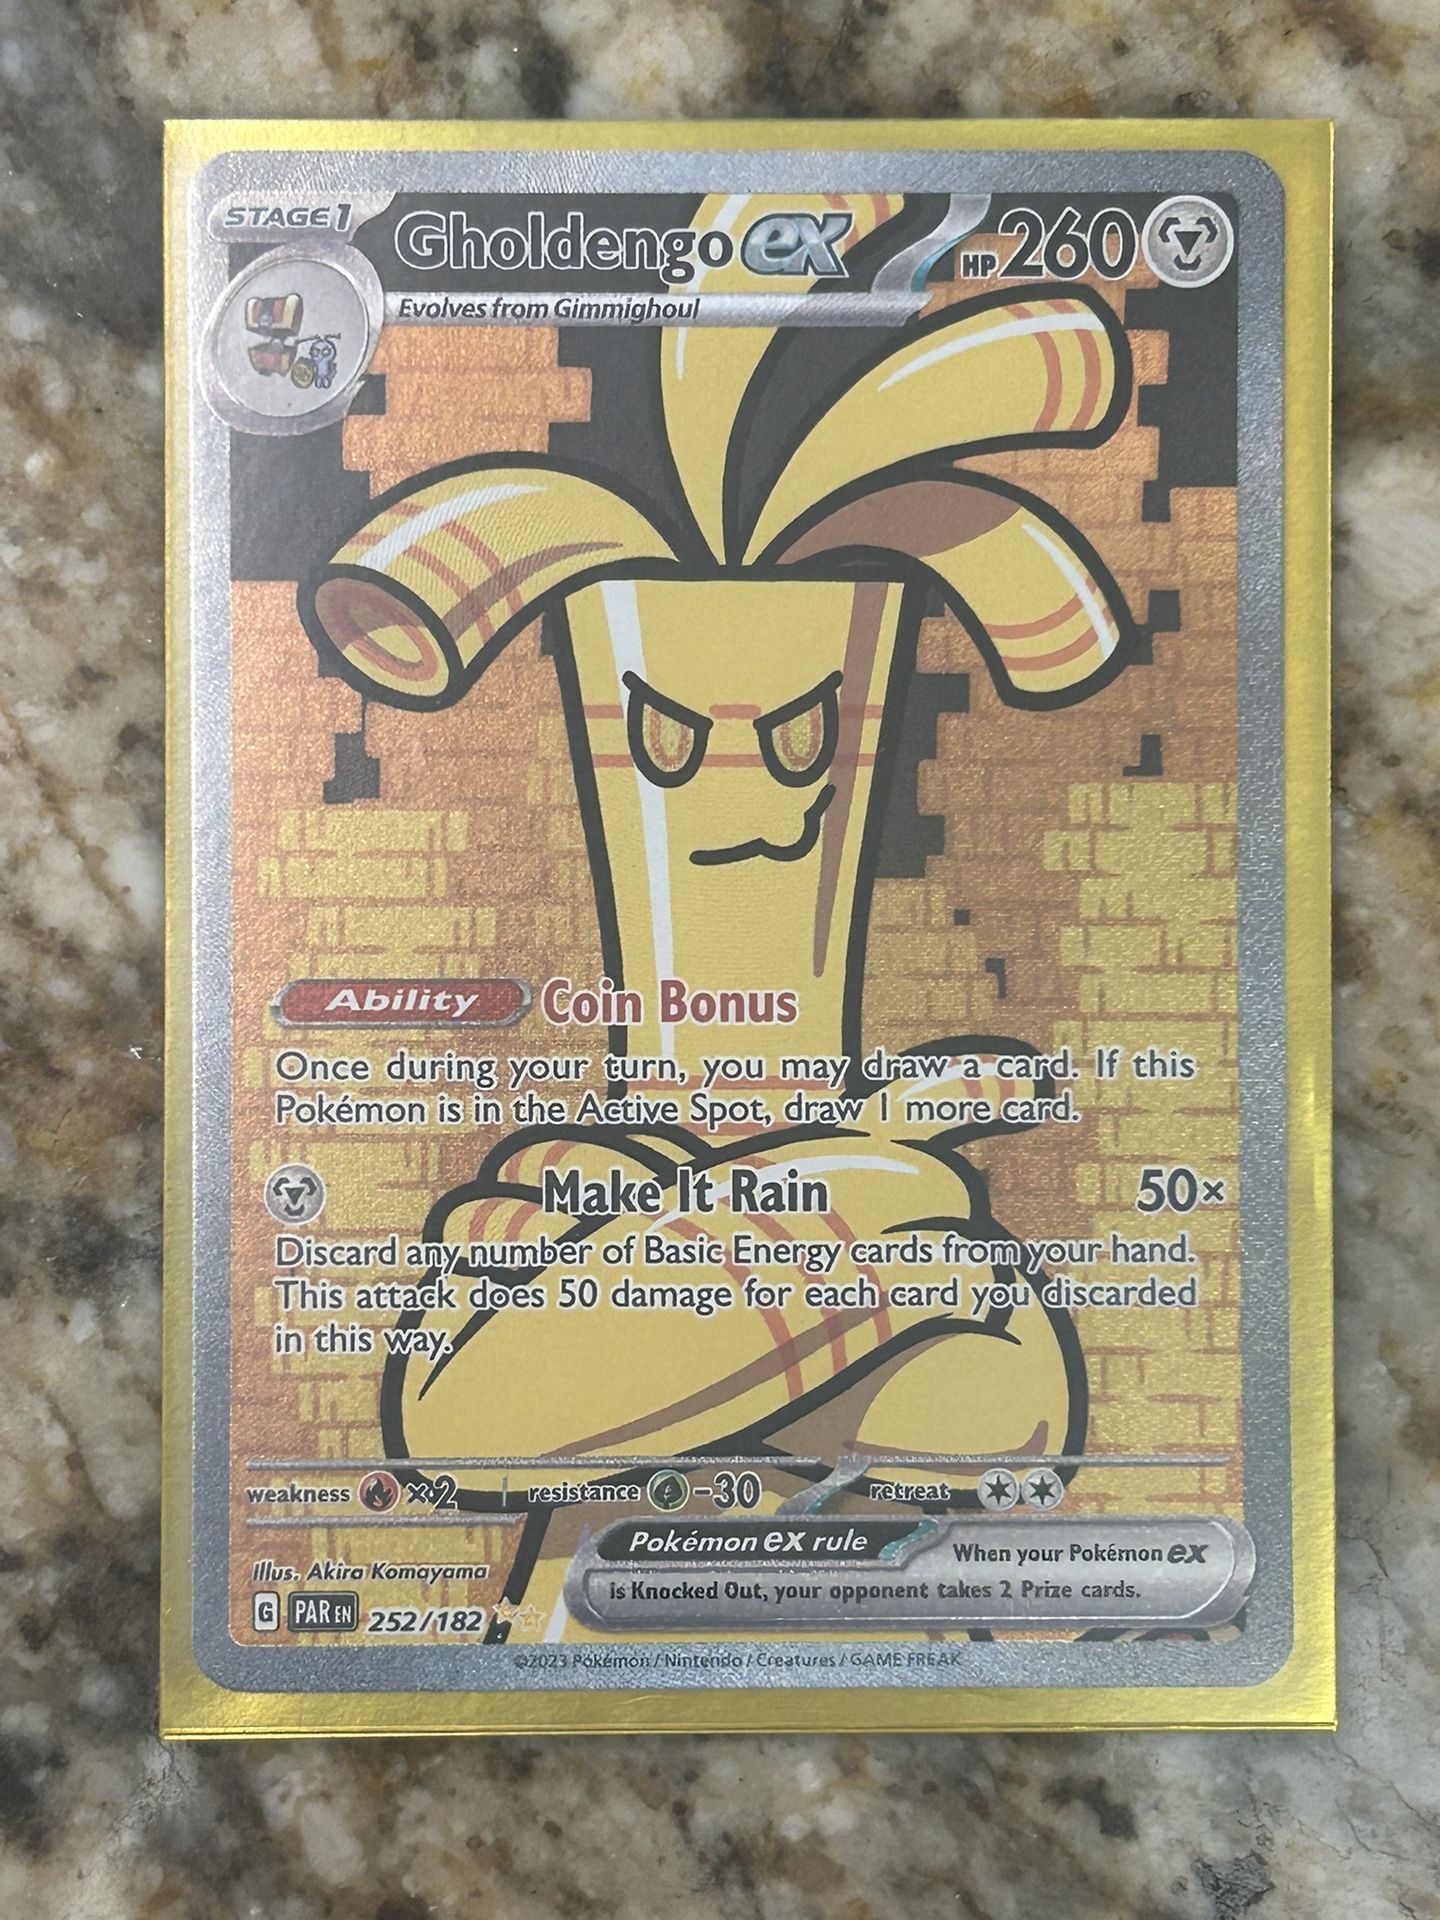 STAGE 1
Gholdengo ex
HP 260
Evolves from Gimmighoul
Ability Coin Bonus
Once during your turn, you may draw a card. If this
Pokémon is in the Active Spot, draw 1 more card.
Make It Rain 50×
Discard any number of Basic Energy cards from your hand.
This attack does 50 damage for each card you discarded
in this way.
weakness ×2 resistance -30 retreat
Pokémon ex rule
When your Pokémon ex
is Knocked Out, your opponent takes 2 Prize cards.
Illus. Akira Komayama
G PAR EN 252/182
©2023 Pokémon / Nintendo / Creatures / GAME FREAK